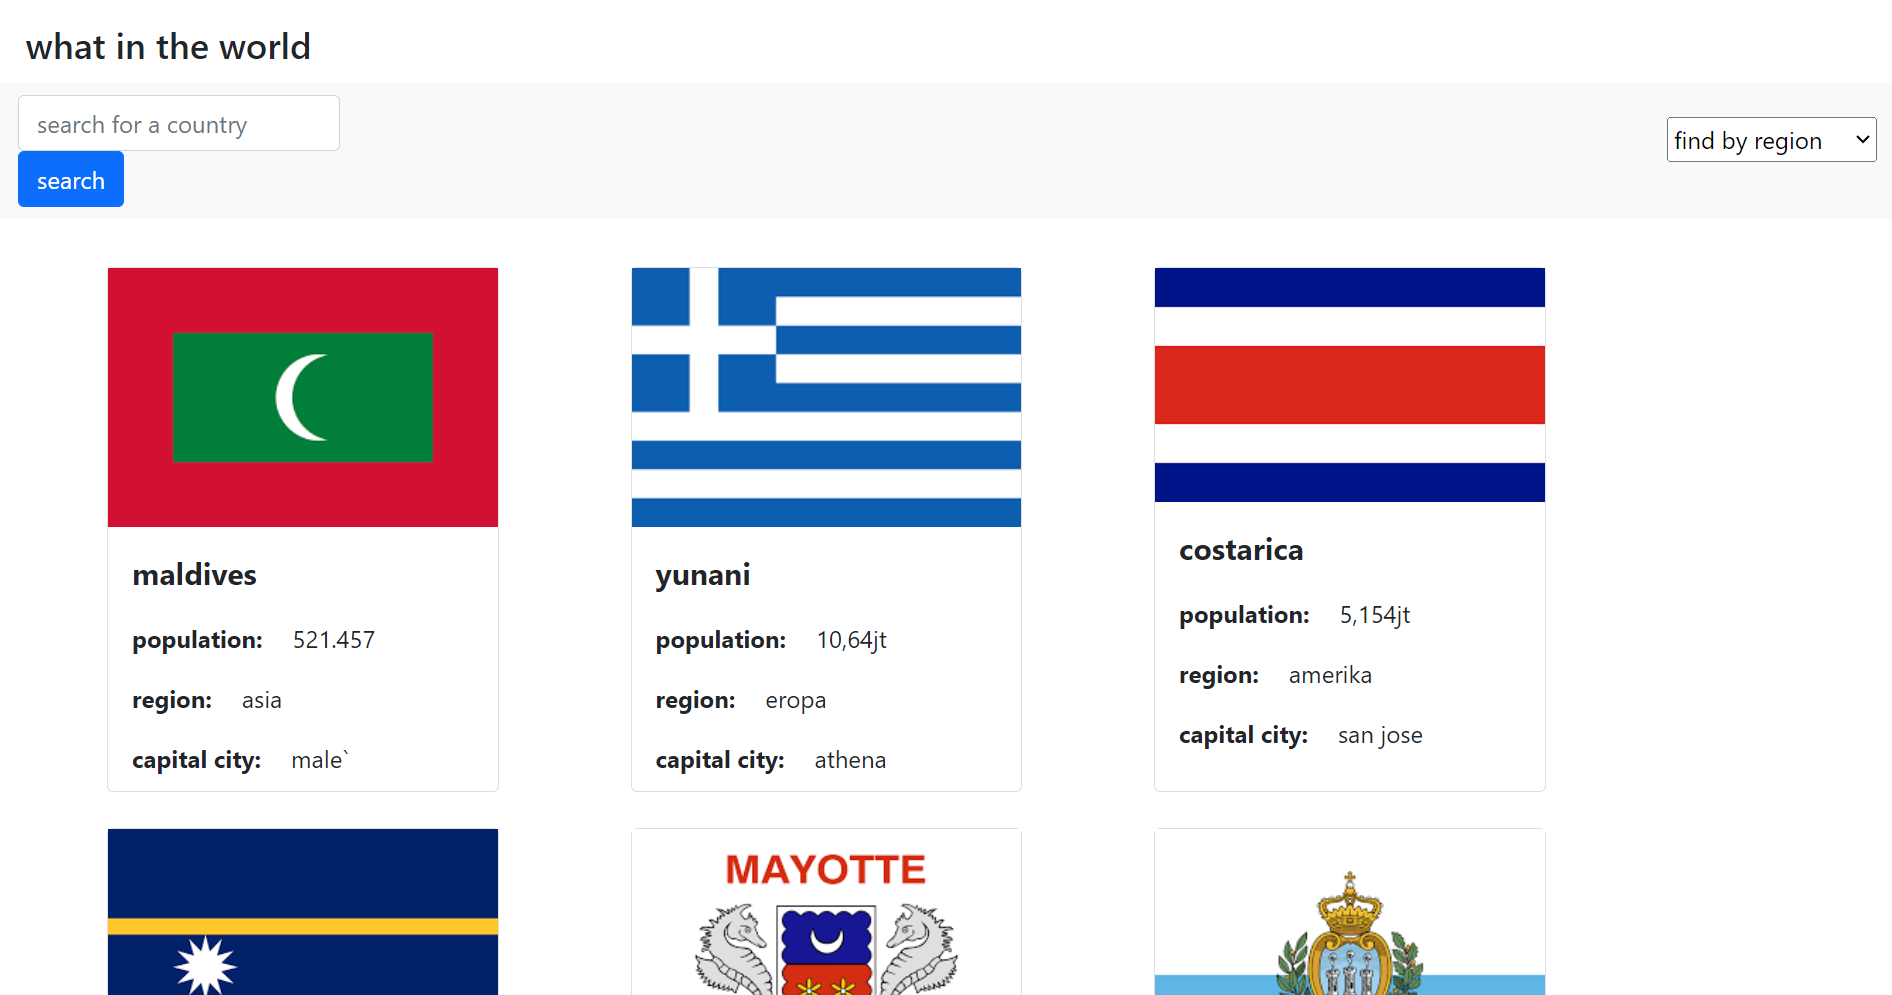 what in the world
search for a country
find by region
search
maldives
population: 521.457
region: asia
capital city: male`
yunani
population: 10,64jt
region: eropa
capital city: athena
costarica
population: 5,154jt
region: amerika
capital city: san jose
MAYOTTE